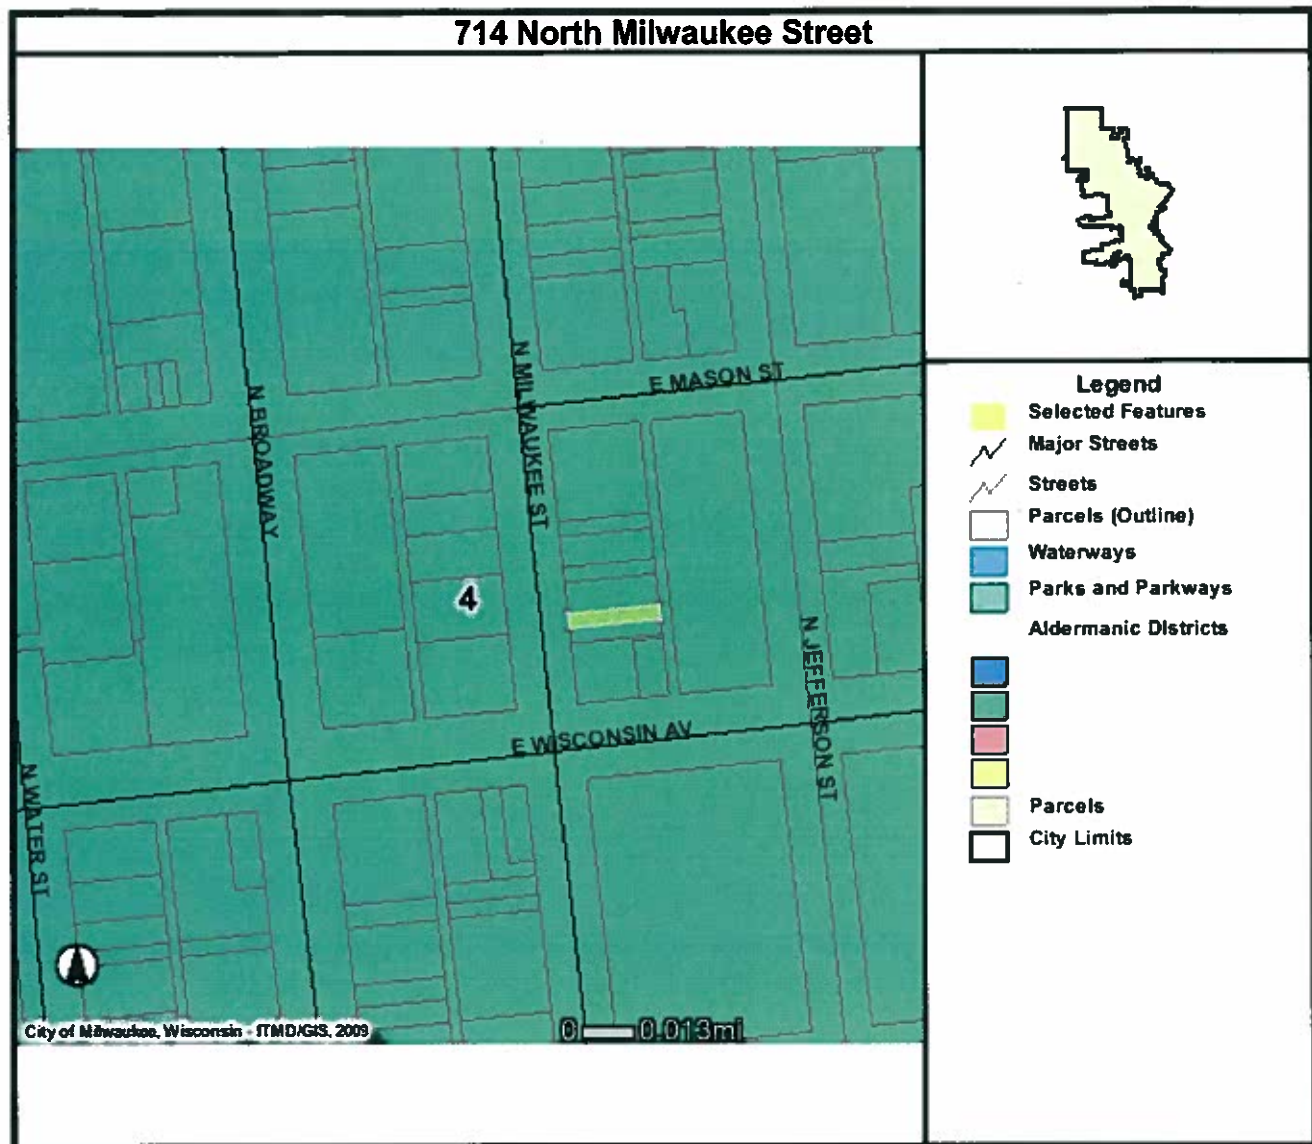 714 North Milwaukee Street
N MILWAUKEE ST
E MASON ST
N BROADWAY
4
N JEFFERSON ST
E WISCONSIN AV
N WATER ST
City of Milwaukee, Wisconsin - ITMD/GIS, 2009
0 0.013mi
Legend
Selected Features
Major Streets
Streets
Parcels (Outline)
Waterways
Parks and Parkways
Aldermanic Districts
Parcels
City Limits